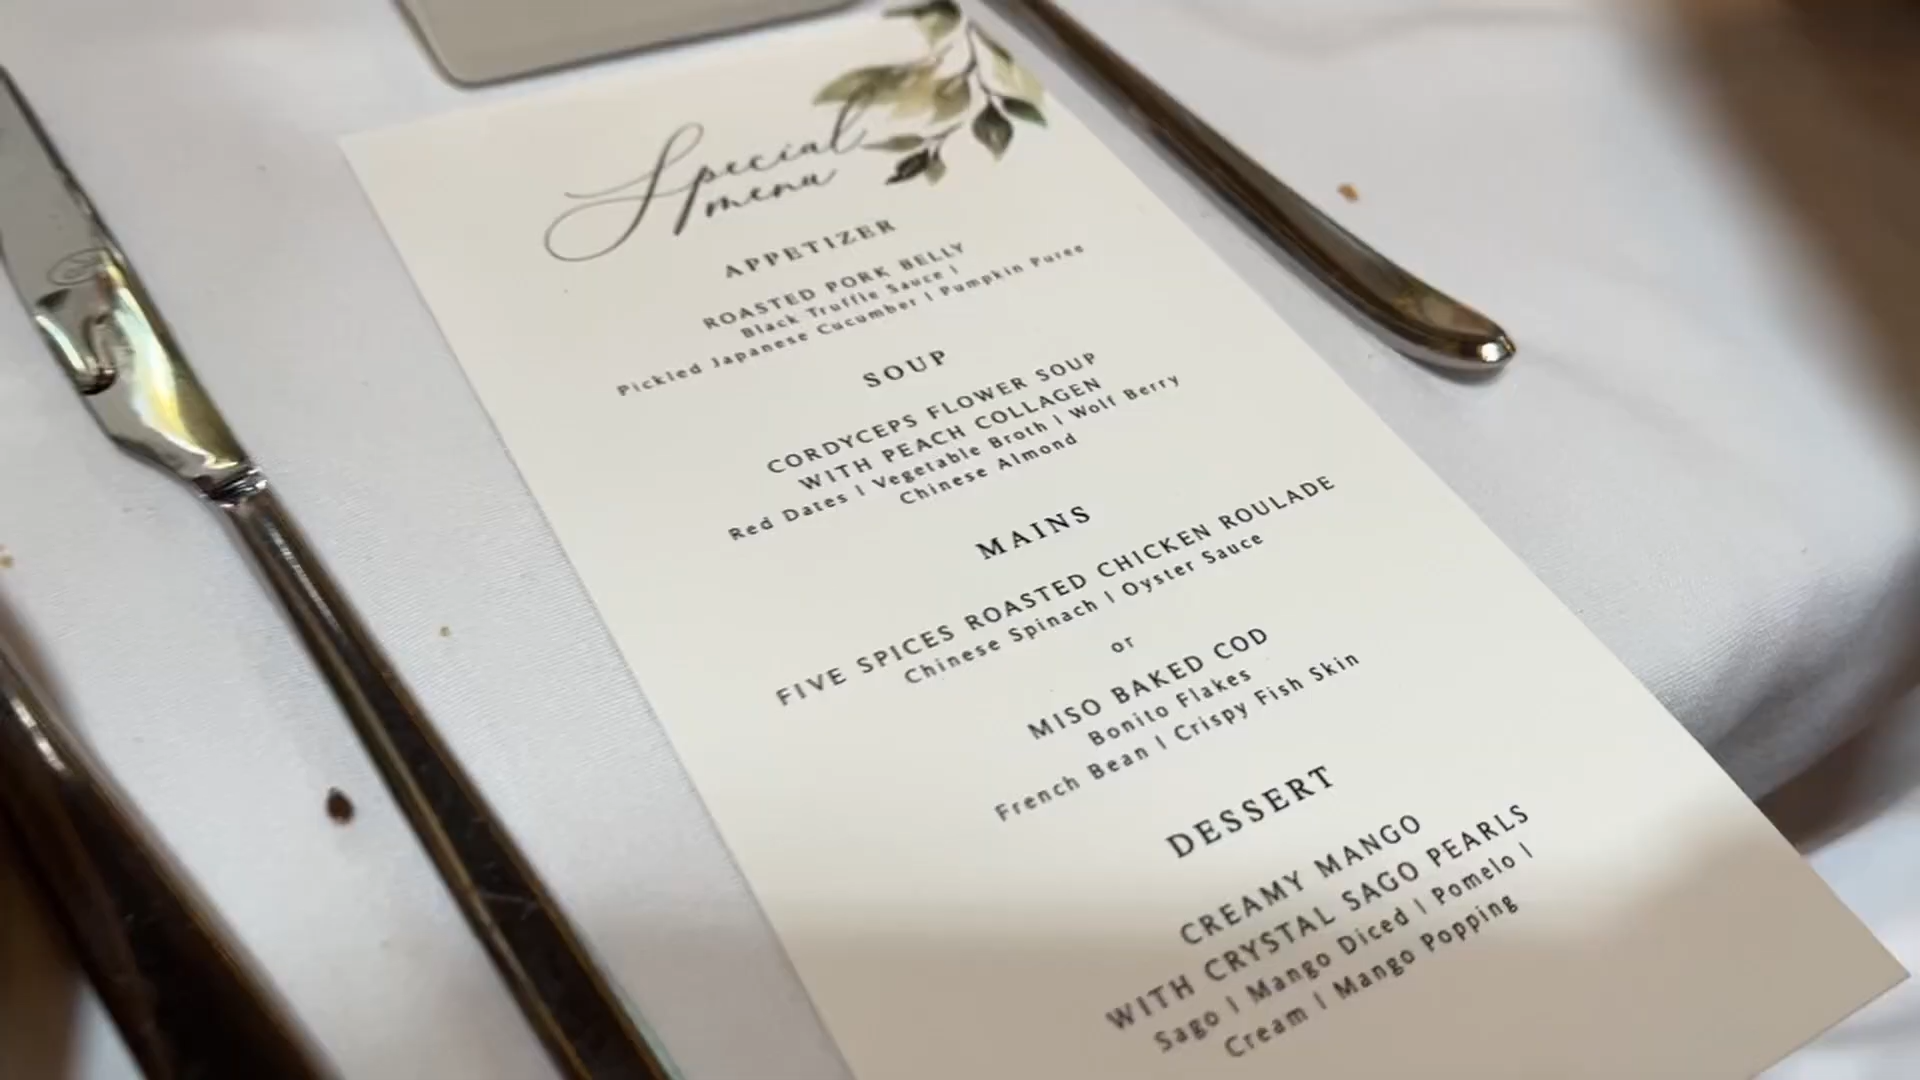 Special
menu
APPETIZER
ROASTED PORK BELLY
Black Truffle Sauce |
Pickled Japanese Cucumber | Pumpkin Puree
SOUP
CORDYCEPS FLOWER SOUP
WITH PEACH COLLAGEN
Red Dates | Vegetable Broth | Wolf Berry
Chinese Almond
MAINS
FIVE SPICES ROASTED CHICKEN ROULADE
Chinese Spinach | Oyster Sauce
or
MISO BAKED COD
Bonito Flakes
French Bean | Crispy Fish Skin
DESSERT
CREAMY MANGO
WITH CRYSTAL SAGO PEARLS
Sago | Mango Diced | Pomelo |
Cream | Mango Popping